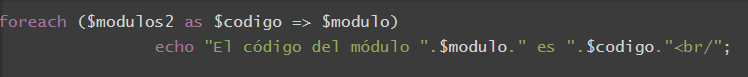 foreach ($modulos2 as $codigo => $modulo)
echo "El código del módulo ".$modulo." es ".$codigo."<br/";